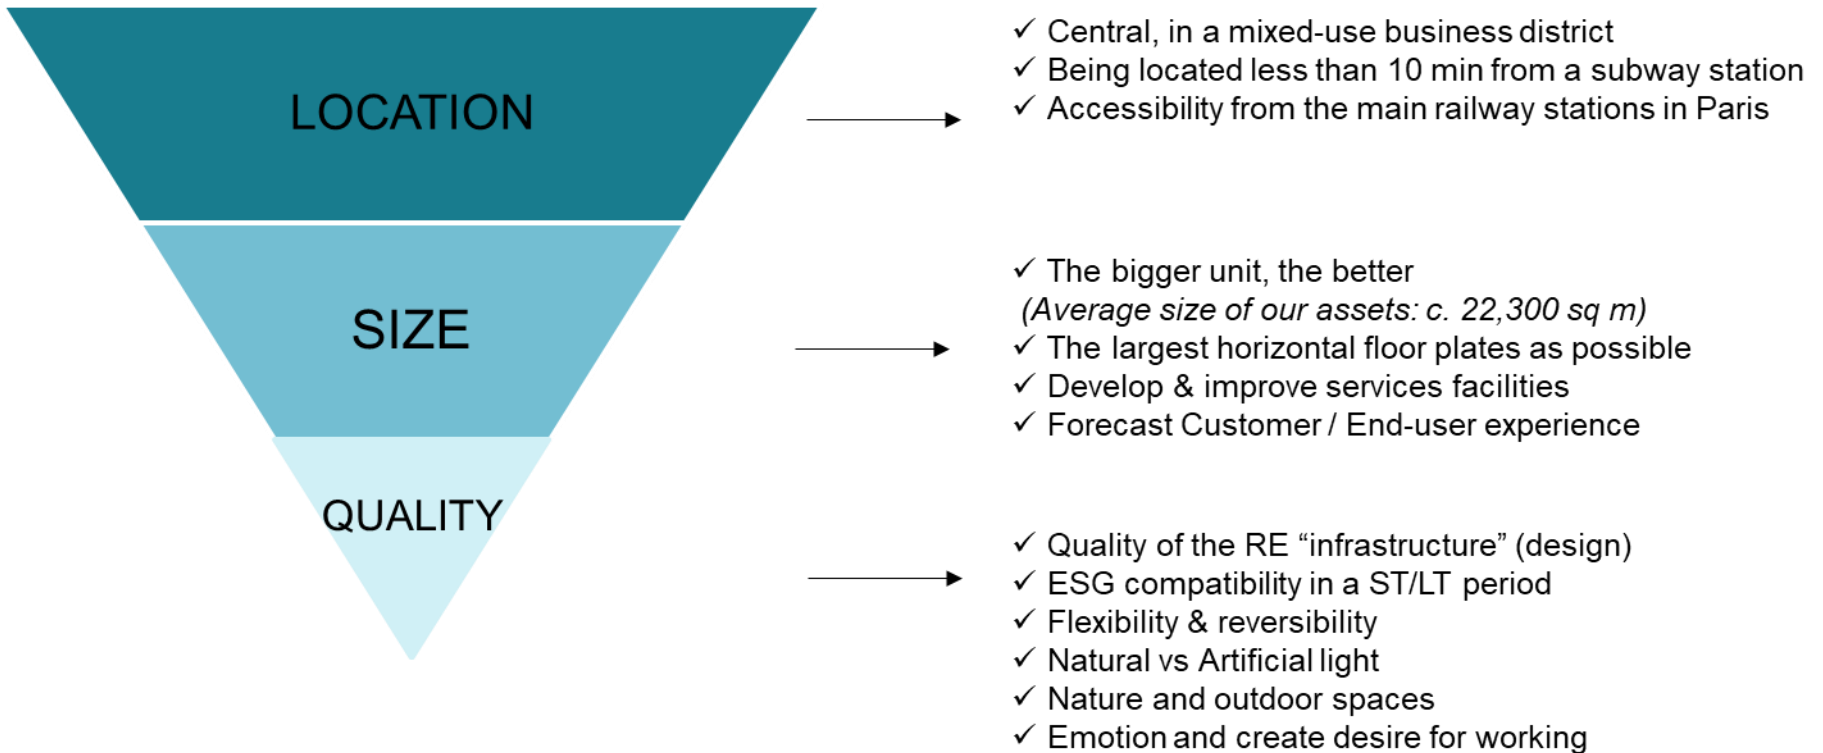 LOCATION
✓ Central, in a mixed-use business district
✓ Being located less than 10 min from a subway station
✓ Accessibility from the main railway stations in Paris
SIZE
✓ The bigger unit, the better
(Average size of our assets: c. 22,300 sq m)
✓ The largest horizontal floor plates as possible
✓ Develop & improve services facilities
✓ Forecast Customer / End-user experience
QUALITY
✓ Quality of the RE “infrastructure” (design)
✓ ESG compatibility in a ST/LT period
✓ Flexibility & reversibility
✓ Natural vs Artificial light
✓ Nature and outdoor spaces
✓ Emotion and create desire for working